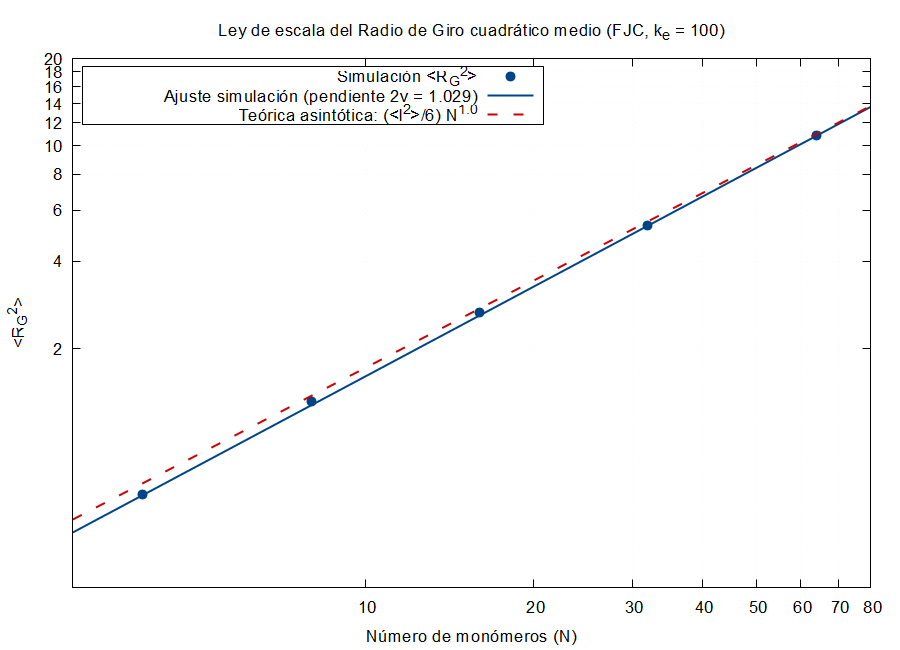 Ley de escala del Radio de Giro cuadrático medio (FJC, kₑ = 100)
Simulación <R_G²>
Ajuste simulación (pendiente 2ν = 1.029)
Teórica asintótica: (<l²>/6) N¹·⁰
20
18
16
14
12
10
8
6
4
2
<R_G²>
10 20 30 40 50 60 70 80
Número de monómeros (N)